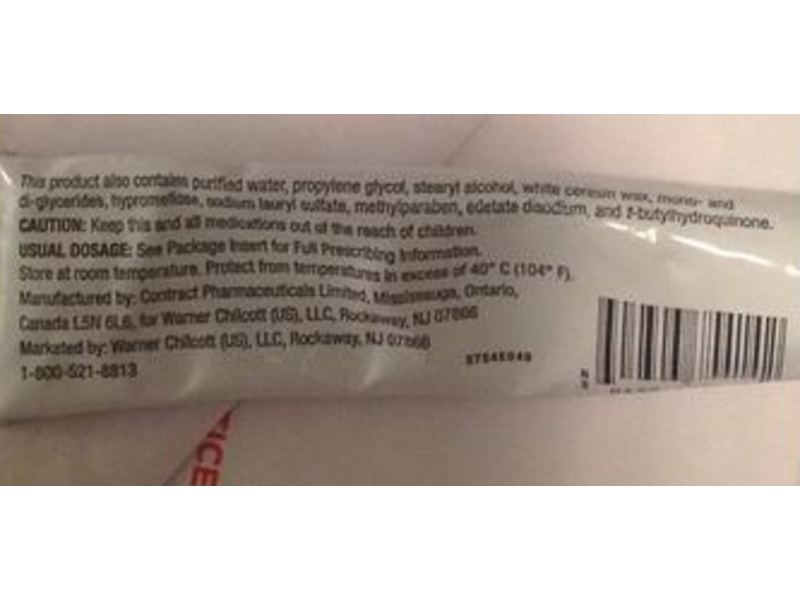 This product also contains purified water, propylene glycol, stearyl alcohol, white ceresin wax, mono- and
di-glycerides, hypromellose, sodium lauryl sulfate, methylparaben, edetate disodium, and t-butylhydroquinone.
CAUTION: Keep this and all medications out of the reach of children.
USUAL DOSAGE: See Package Insert for Full Prescribing Information.
Store at room temperature. Protect from temperatures in excess of 40° C (104° F).
Manufactured by: Contract Pharmaceuticals Limited, Mississauga, Ontario,
Canada L5N 6L6, for Warner Chilcott (US), LLC, Rockaway, NJ 07866
Marketed by: Warner Chilcott (US), LLC, Rockaway, NJ 07866
1-800-521-8813
ICE